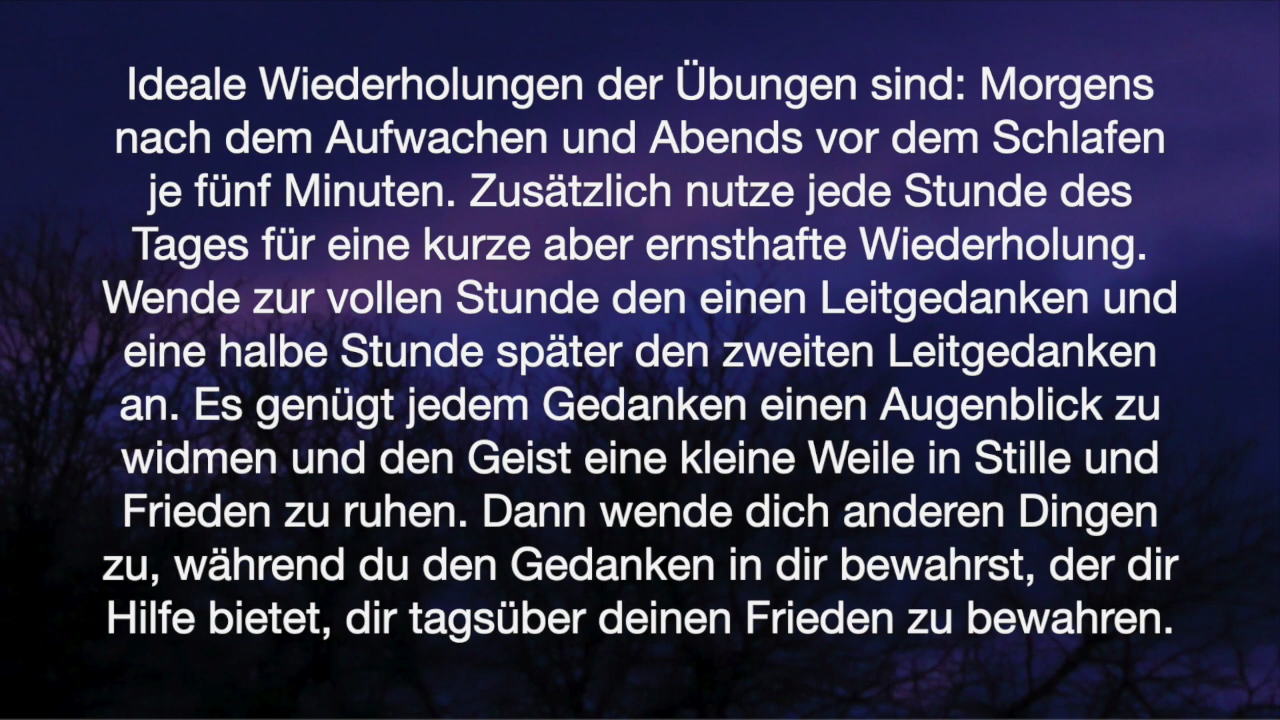 Ideale Wiederholungen der Übungen sind: Morgens
nach dem Aufwachen und Abends vor dem Schlafen
je fünf Minuten. Zusätzlich nutze jede Stunde des
Tages für eine kurze aber ernsthafte Wiederholung.
Wende zur vollen Stunde den einen Leitgedanken und
eine halbe Stunde später den zweiten Leitgedanken
an. Es genügt jedem Gedanken einen Augenblick zu
widmen und den Geist eine kleine Weile in Stille und
Frieden zu ruhen. Dann wende dich anderen Dingen
zu, während du den Gedanken in dir bewahrst, der dir
Hilfe bietet, dir tagsüber deinen Frieden zu bewahren.